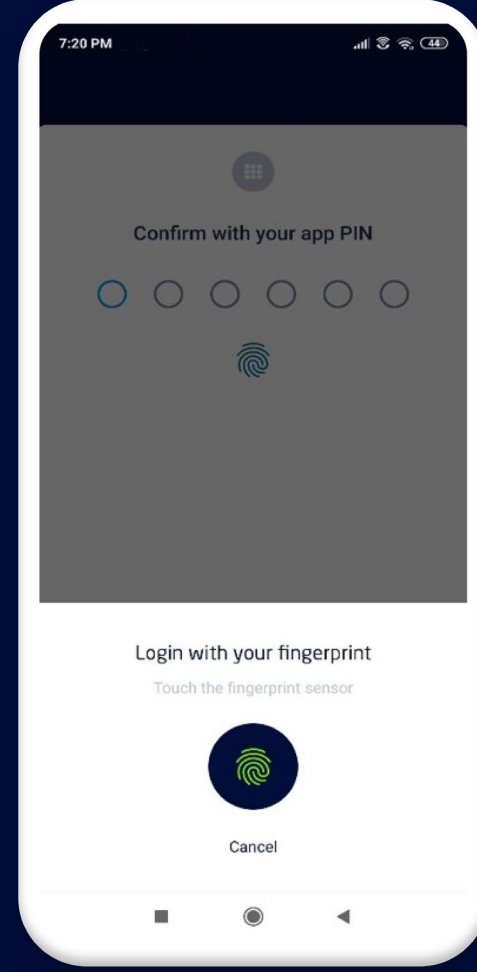 7:20 PM
44
Confirm with your app PIN
Login with your fingerprint
Touch the fingerprint sensor
Cancel